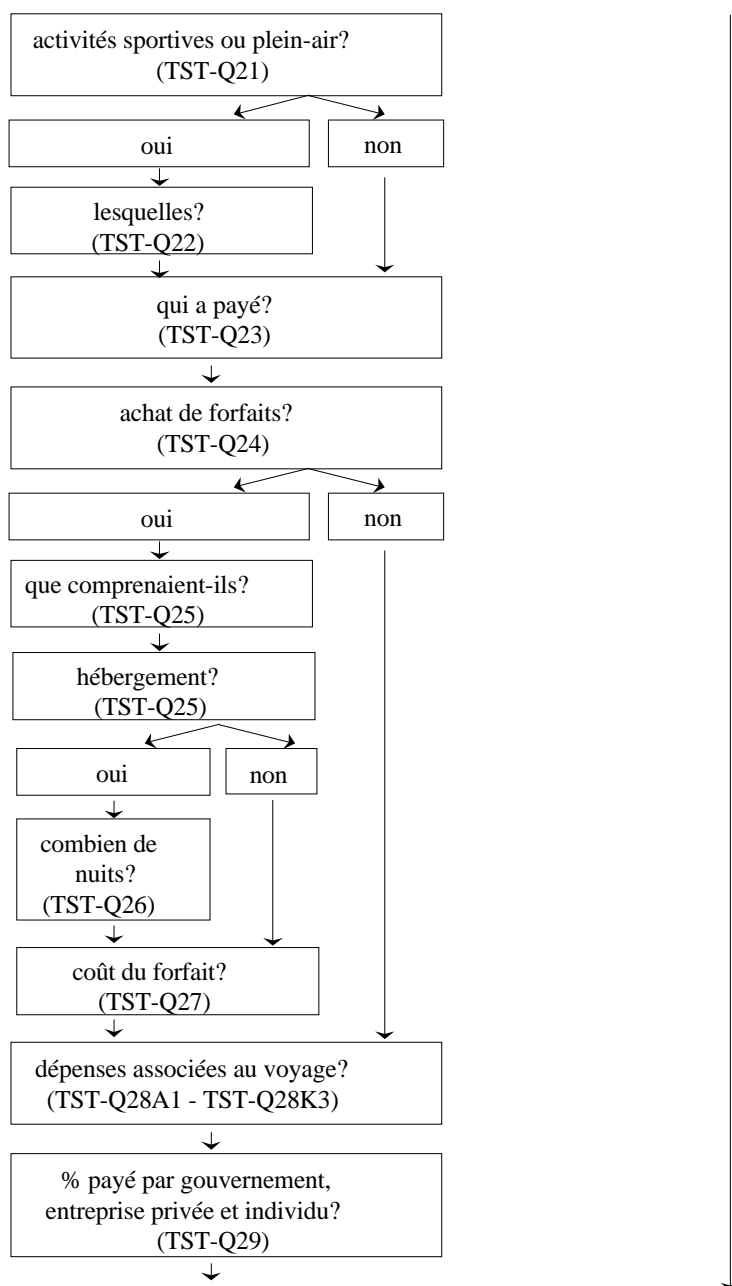 activités sportives ou plein-air?
(TST-Q21)
oui
non
lesquelles?
(TST-Q22)
qui a payé?
(TST-Q23)
achat de forfaits?
(TST-Q24)
oui
non
que comprenaient-ils?
(TST-Q25)
hébergement?
(TST-Q25)
oui
non
combien de
nuits?
(TST-Q26)
coût du forfait?
(TST-Q27)
dépenses associées au voyage?
(TST-Q28A1 - TST-Q28K3)
% payé par gouvernement,
entreprise privée et individu?
(TST-Q29)